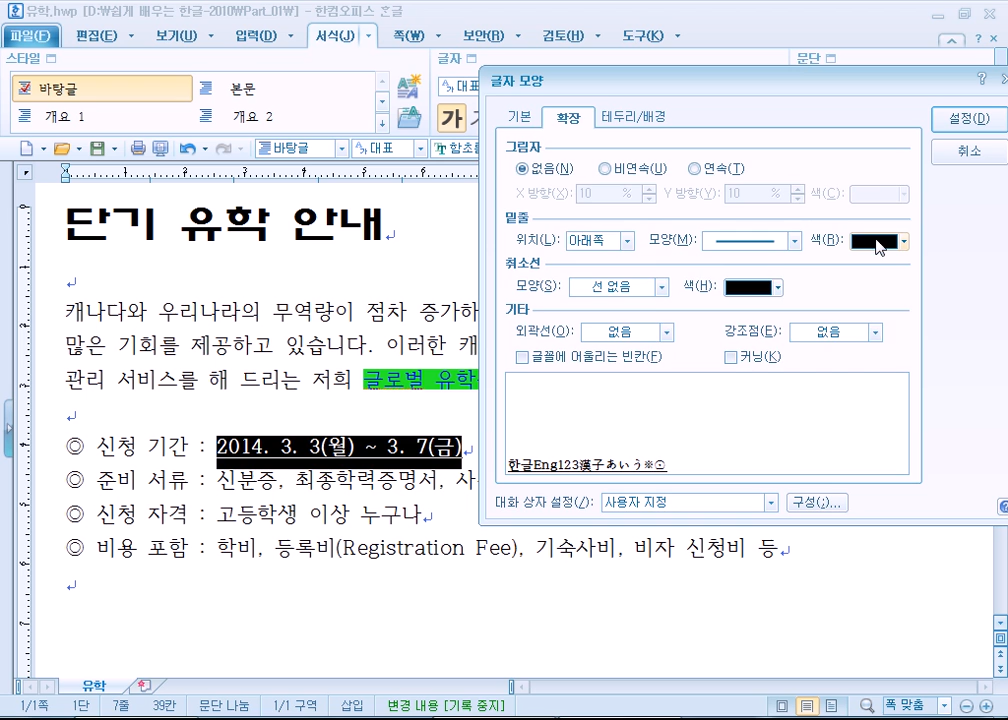 유학.hwp [D:\쉽게 배우는 한글-2010\Part_01\] - 한컴오피스 흔글
파일(F) 편집(E) 보기(U) 입력(D) 서식(J) 쪽(W) 보안(R) 검토(H) 도구(K)
스타일 글자 문단
바탕글 본문
개요 1 개요 2
대표
가
바탕글 대표 함초롬
글자 모양
기본 확장 테두리/배경
설정(D)
취소
그림자
없음(N) 비연속(U) 연속(T)
X 방향(X): 10 % Y 방향(Y): 10 % 색(C):
밑줄
위치(L): 아래쪽 모양(M): 색(R):
취소선
모양(S): 선 없음 색(H):
기타
외곽선(O): 없음 강조점(E): 없음
글꼴에 어울리는 빈칸(F) 커닝(K)
한글Eng123漢子あいう※⊙
대화 상자 설정(/): 사용자 지정 구성(;)...
단기 유학 안내
캐나다와 우리나라의 무역량이 점차 증가하
많은 기회를 제공하고 있습니다. 이러한 캐
관리 서비스를 해 드리는 저희 글로벌 유학
◎ 신청 기간 : 2014. 3. 3(월) ~ 3. 7(금)
◎ 준비 서류 : 신분증, 최종학력증명서, 사
◎ 신청 자격 : 고등학생 이상 누구나
◎ 비용 포함 : 학비, 등록비(Registration Fee), 기숙사비, 비자 신청비 등
유학
1/1쪽 1단 7줄 39칸 문단 나눔 1/1 구역 삽입 변경 내용 [기록 중지] 폭 맞춤